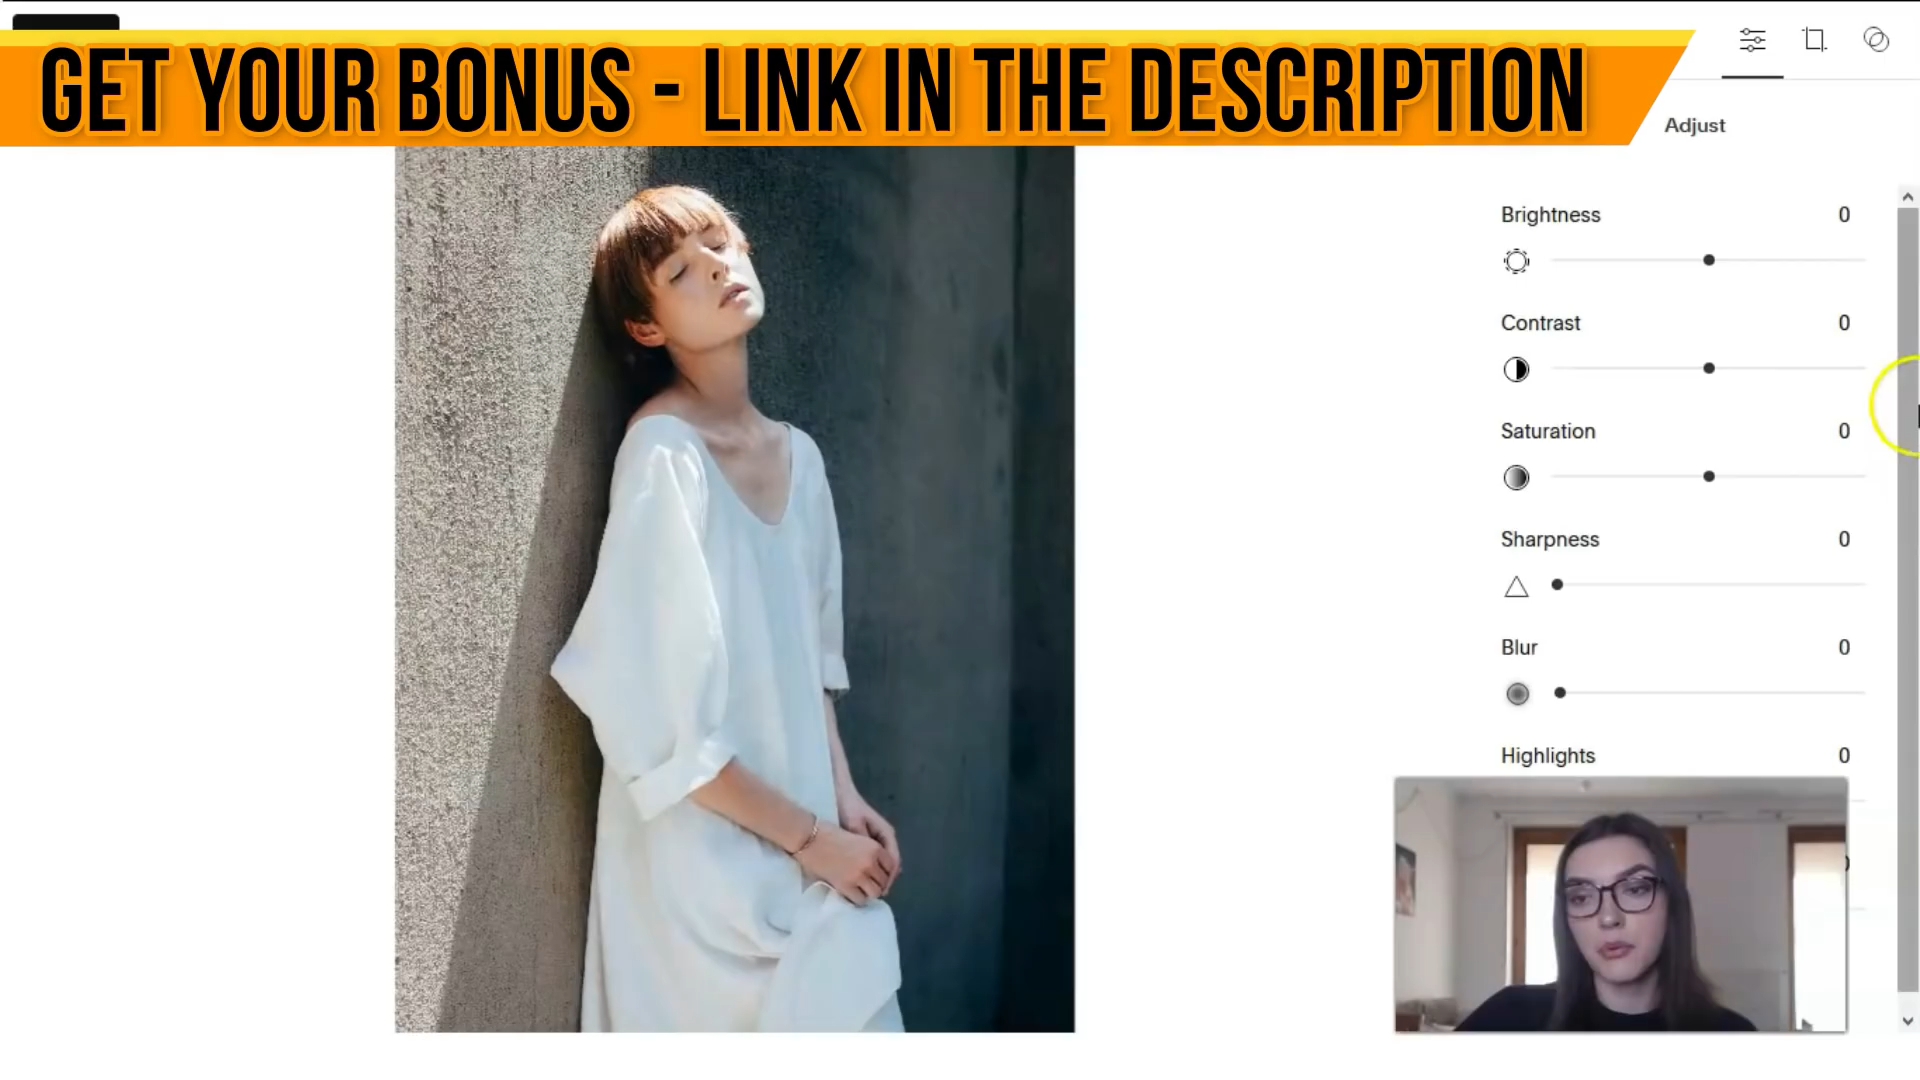 GET YOUR BONUS - LINK IN THE DESCRIPTION
Adjust
Brightness 0
Contrast 0
Saturation 0
Sharpness 0
Blur 0
Highlights 0